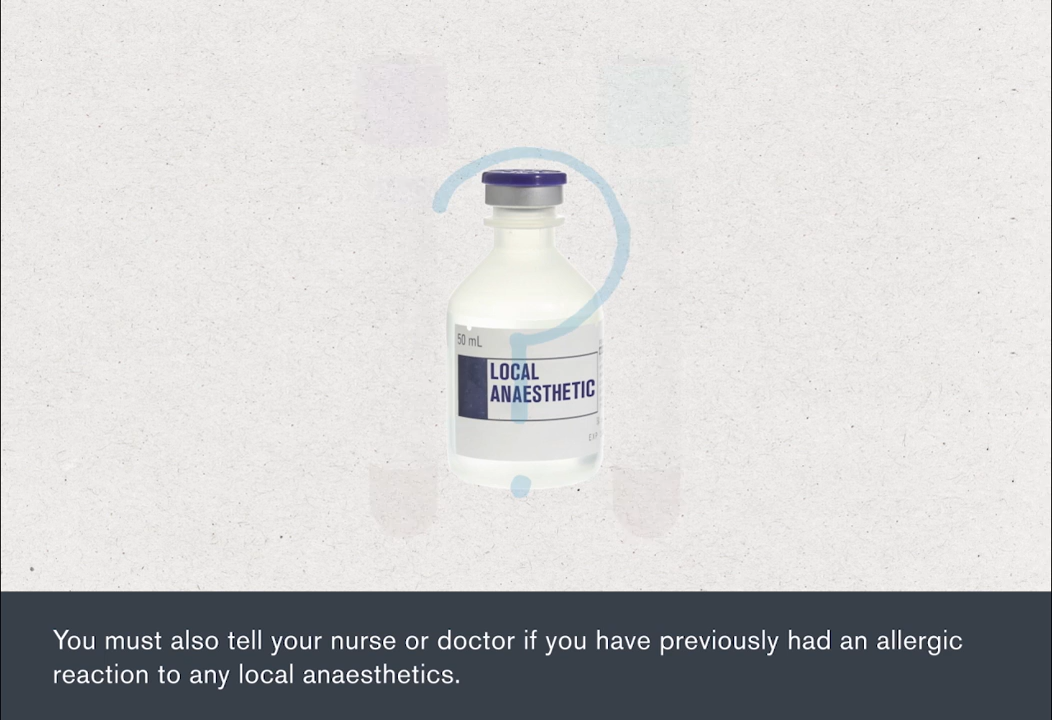 50 mL
LOCAL
ANAESTHETIC
You must also tell your nurse or doctor if you have previously had an allergic
reaction to any local anaesthetics.